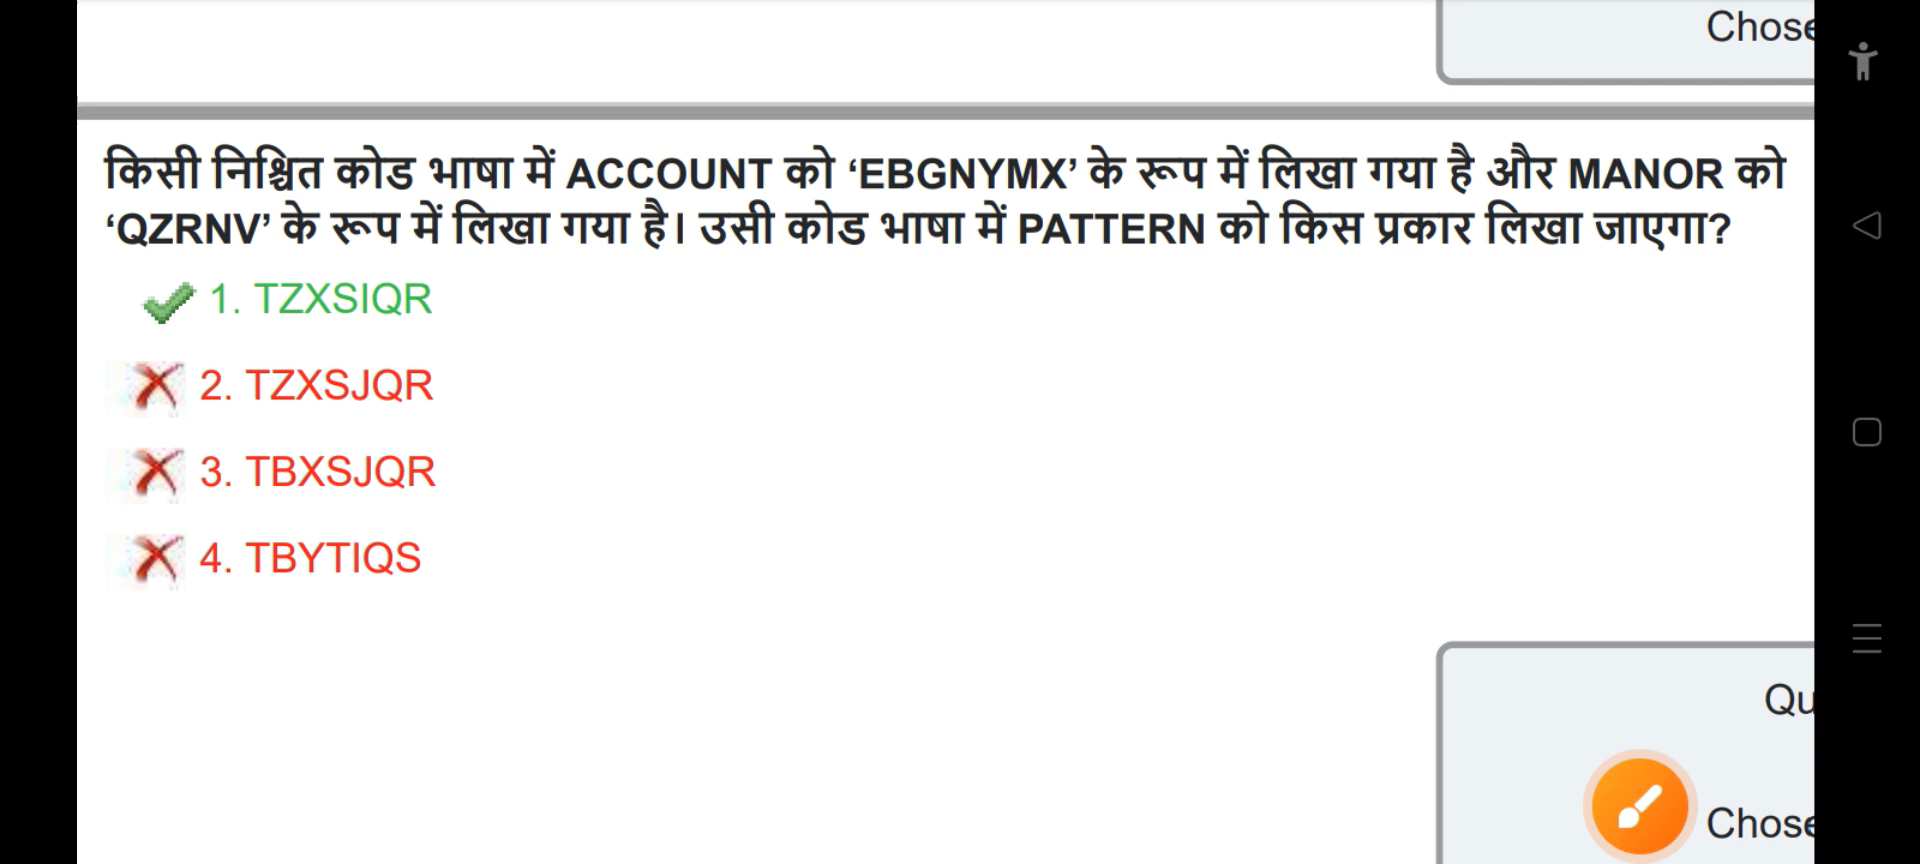 Chose
किसी निश्चित कोड भाषा में ACCOUNT को ‘EBGNYMX’ के रूप में लिखा गया है और MANOR को
‘QZRNV’ के रूप में लिखा गया है। उसी कोड भाषा में PATTERN को किस प्रकार लिखा जाएगा?
1. TZXSIQR
2. TZXSJQR
3. TBXSJQR
4. TBYTIQS
Qu
Chose